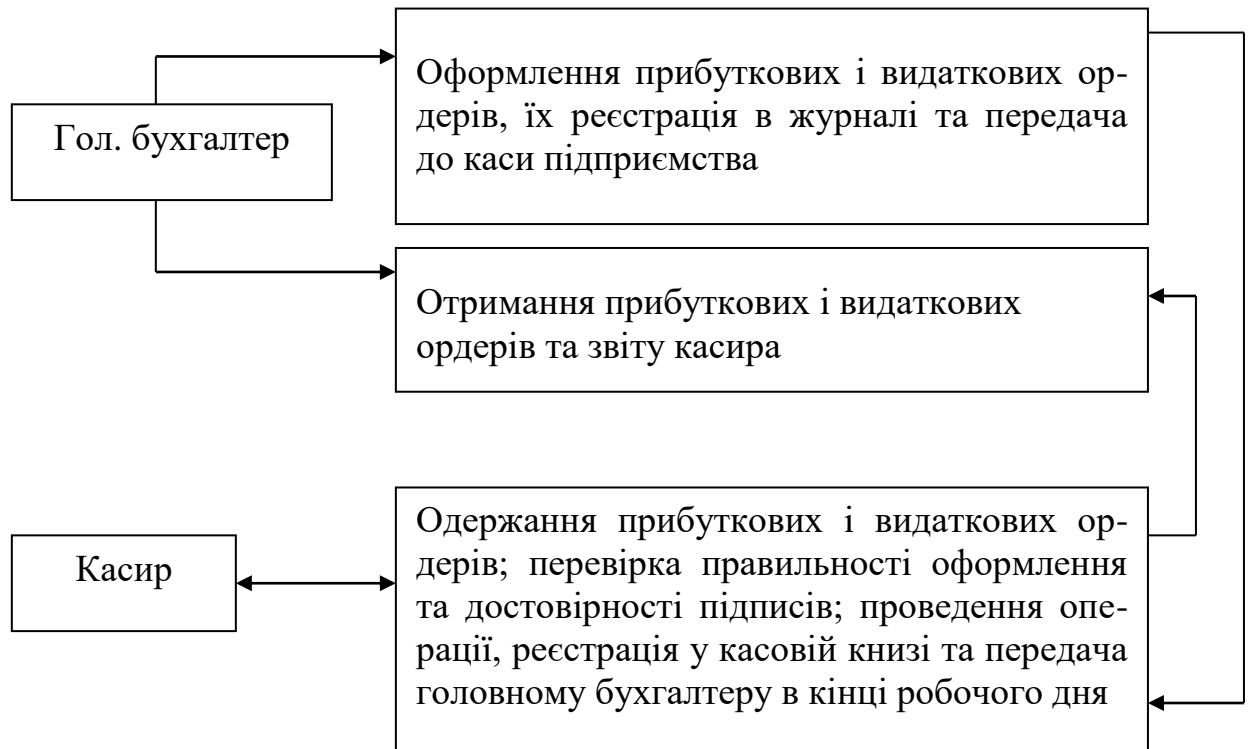 Оформлення прибуткових і видаткових ор-
дерів, їх реєстрація в журналі та передача
до каси підприємства
Гол. бухгалтер
Отримання прибуткових і видаткових
ордерів та звіту касира
Касир
Одержання прибуткових і видаткових ор-
дерів; перевірка правильності оформлення
та достовірності підписів; проведення опе-
рації, реєстрація у касовій книзі та передача
головному бухгалтеру в кінці робочого дня